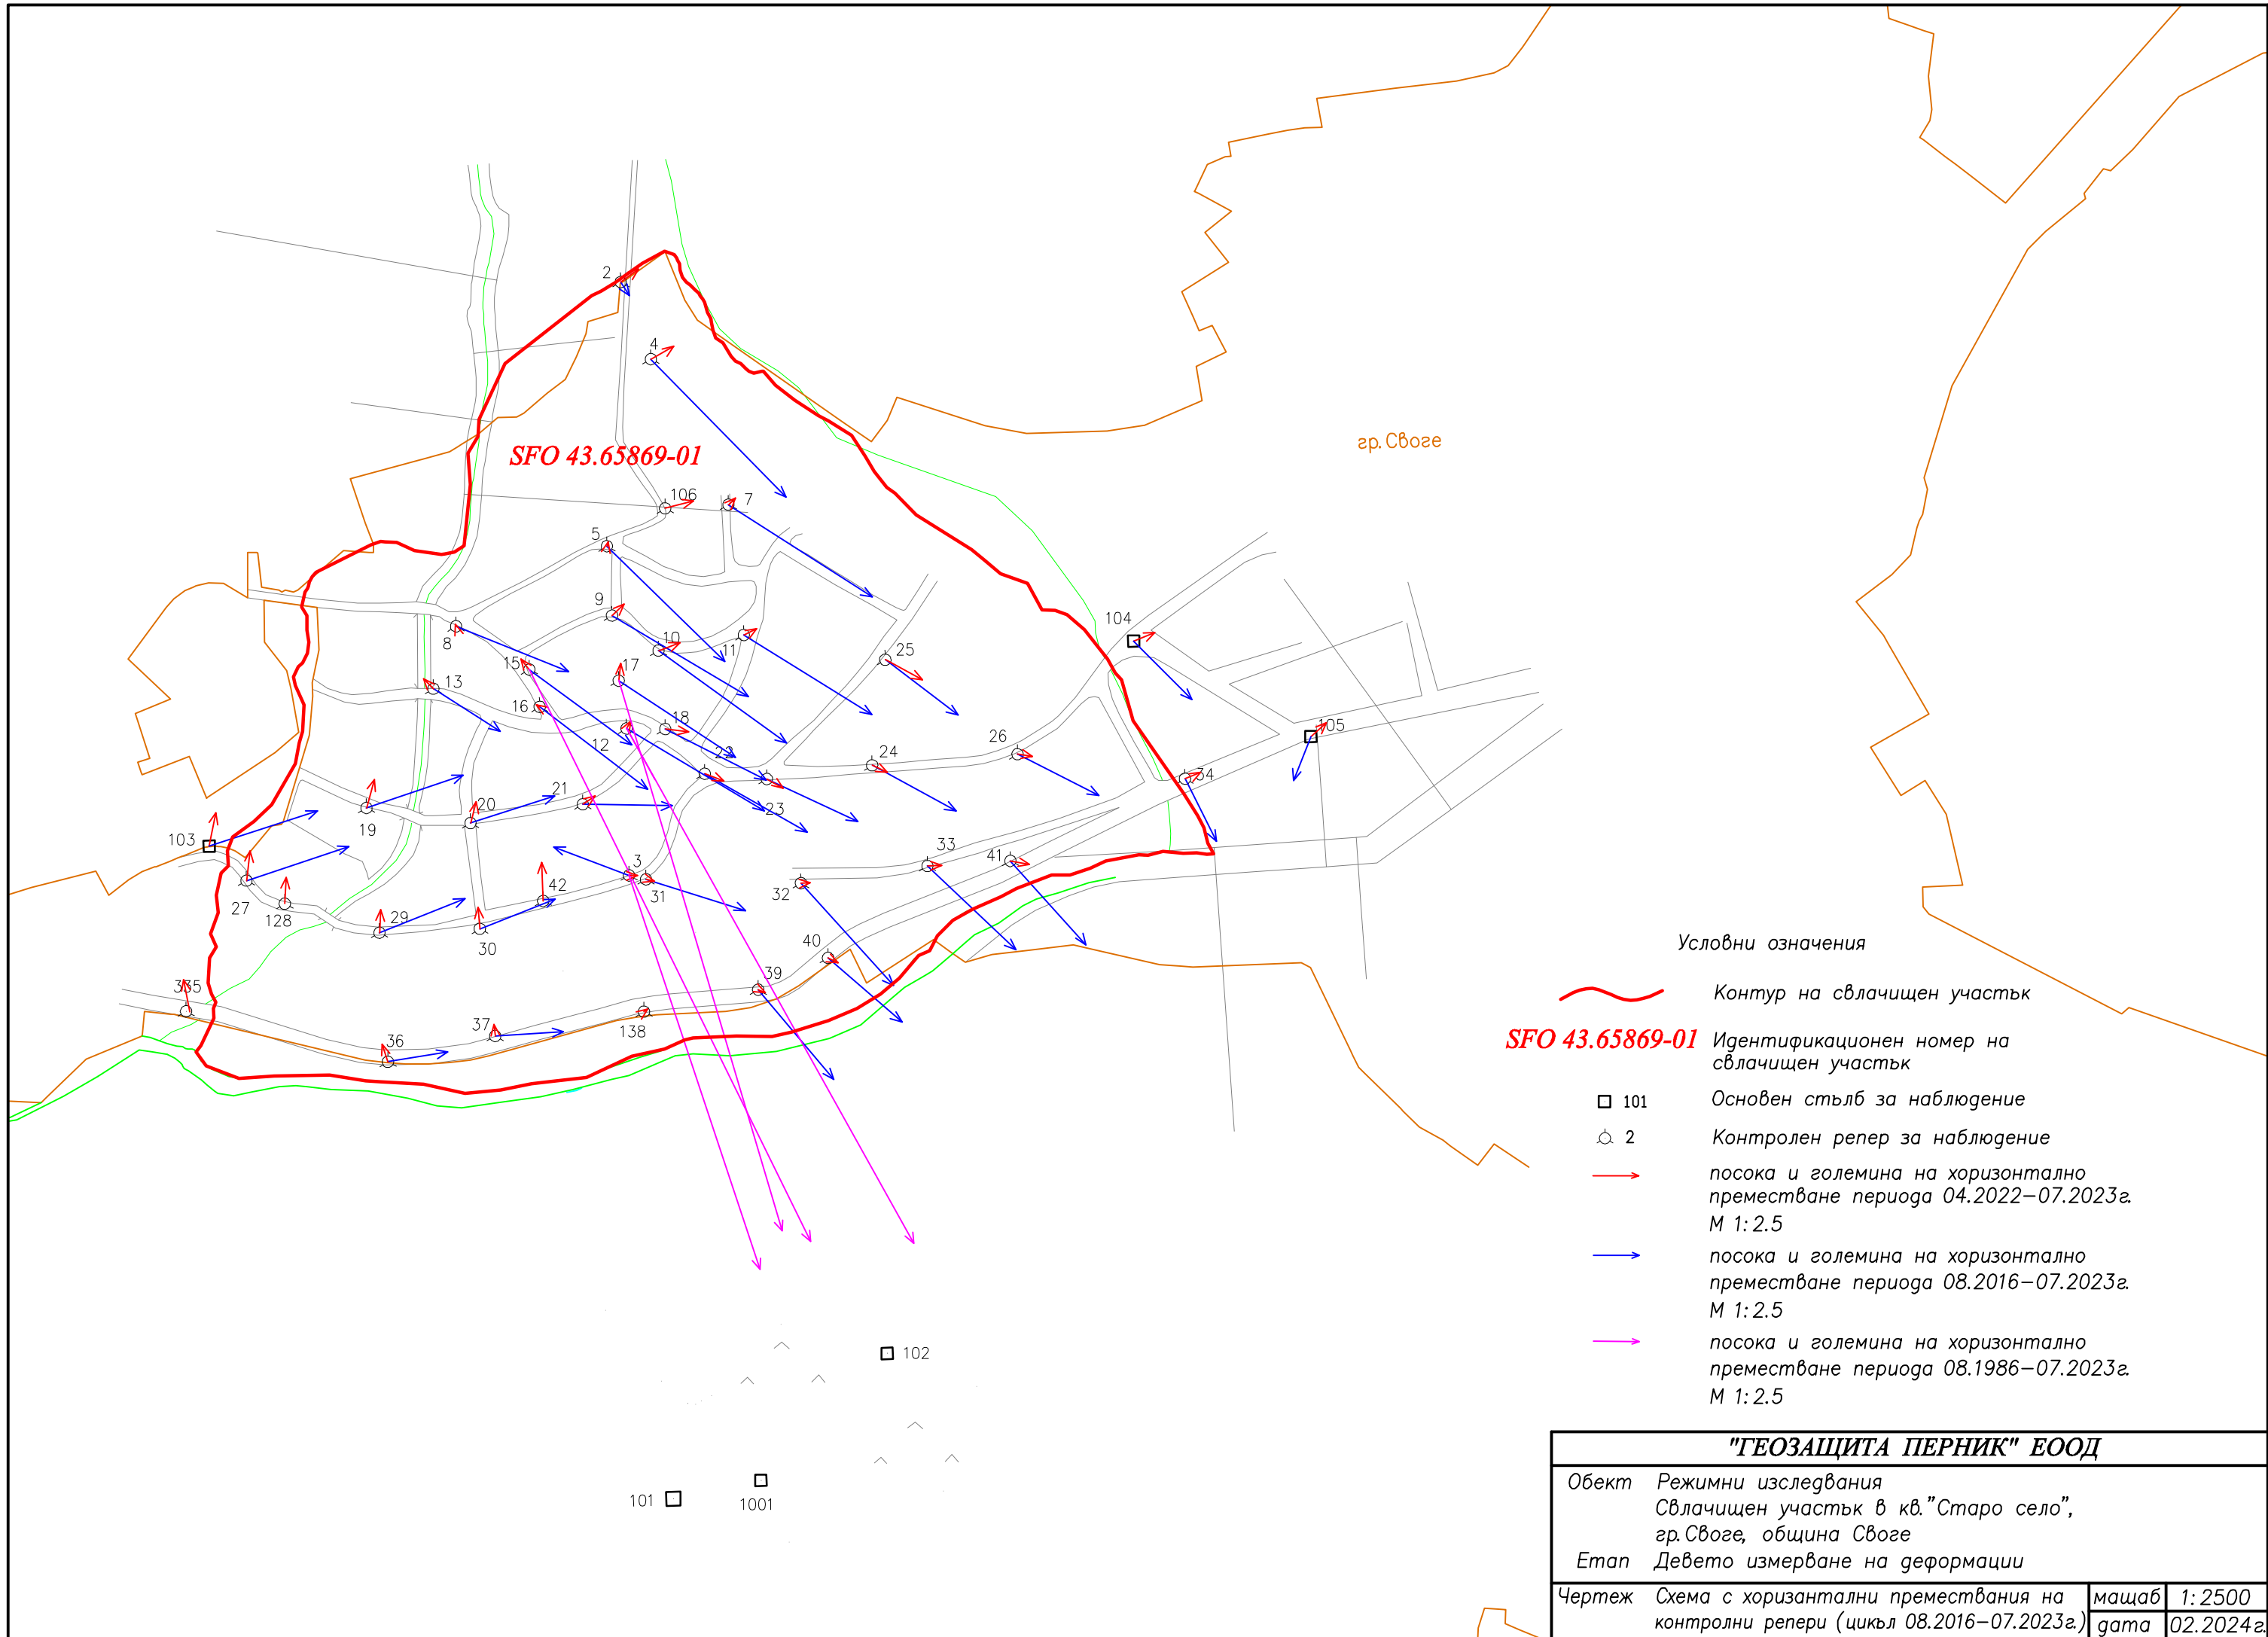 2
4
SFO 43.65869-01
гр.Своге
106
7
5
9
8
10
11
104
15
17
25
13
16
18
105
12
22
24
26
34
21
23
19
20
103
3
33
41
42
31
32
27
128
29
30
40
335
39
37
138
36
102
101
1001
Условни означения
Контур на свлачищен участък
SFO 43.65869-01 Идентификационен номер на
свлачищен участък
101 Основен стълб за наблюдение
2 Контролен репер за наблюдение
посока и големина на хоризонтално
преместване периода 04.2022-07.2023г.
М 1:2.5
посока и големина на хоризонтално
преместване периода 08.2016-07.2023г.
М 1:2.5
посока и големина на хоризонтално
преместване периода 08.1986-07.2023г.
М 1:2.5
"ГЕОЗАЩИТА ПЕРНИК" ЕООД
Обект Режимни изследвания
Свлачищен участък в кв."Старо село",
гр.Своге, община Своге
Етап Девето измерване на деформации
Чертеж Схема с хоризантални премествания на
контролни репери (цикъл 08.2016-07.2023г.)
мащаб 1:2500
дата 02.2024г.